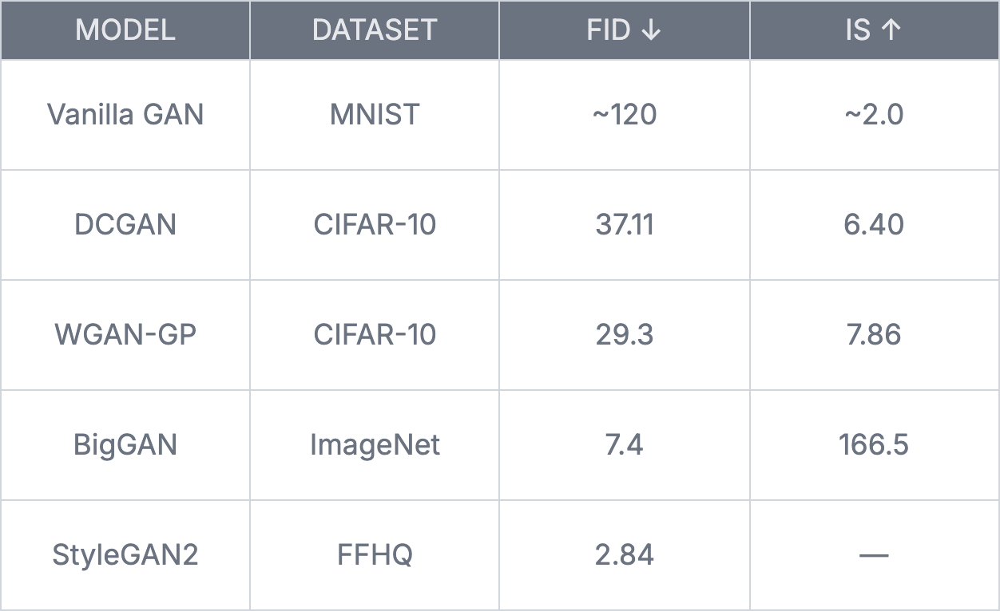 MODEL DATASET FID ↓ IS ↑
Vanilla GAN MNIST ~120 ~2.0
DCGAN CIFAR-10 37.11 6.40
WGAN-GP CIFAR-10 29.3 7.86
BigGAN ImageNet 7.4 166.5
StyleGAN2 FFHQ 2.84 —